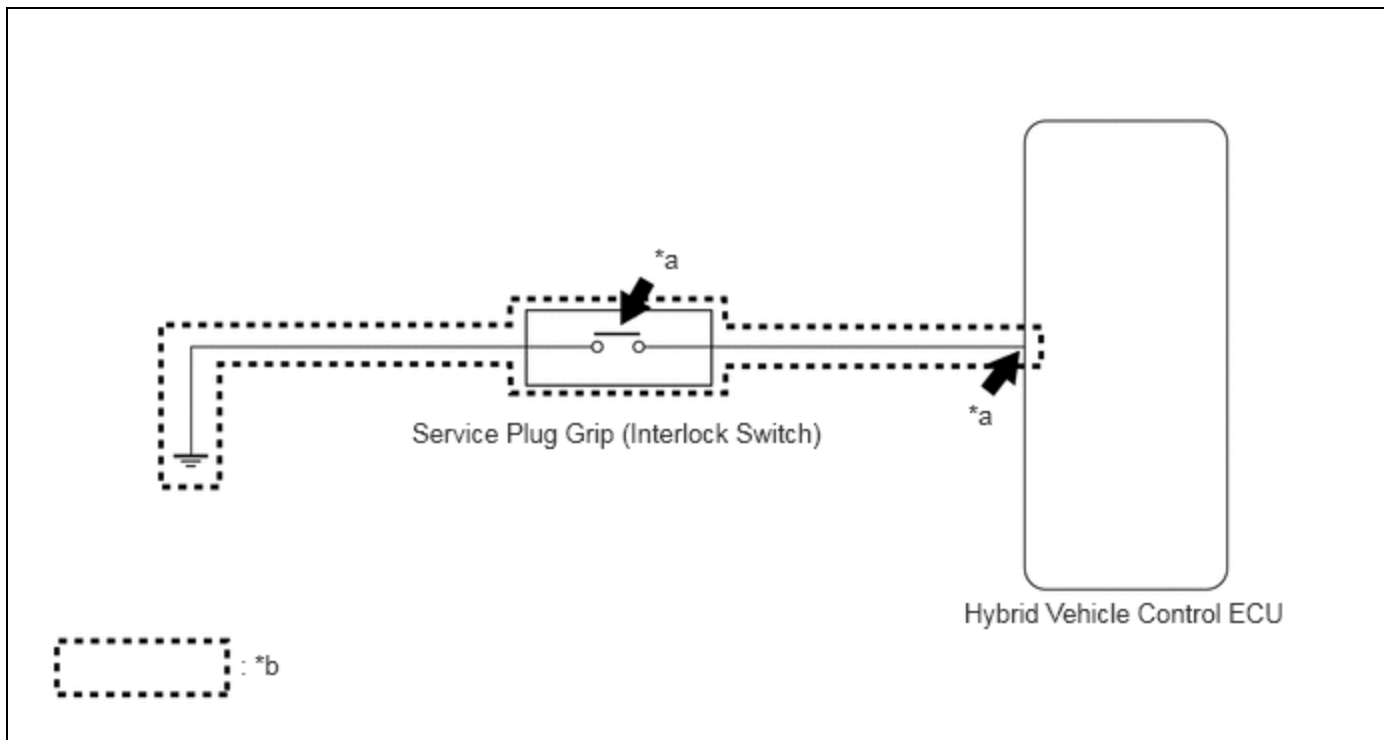 *a
*a
Service Plug Grip (Interlock Switch)
Hybrid Vehicle Control ECU
: *b